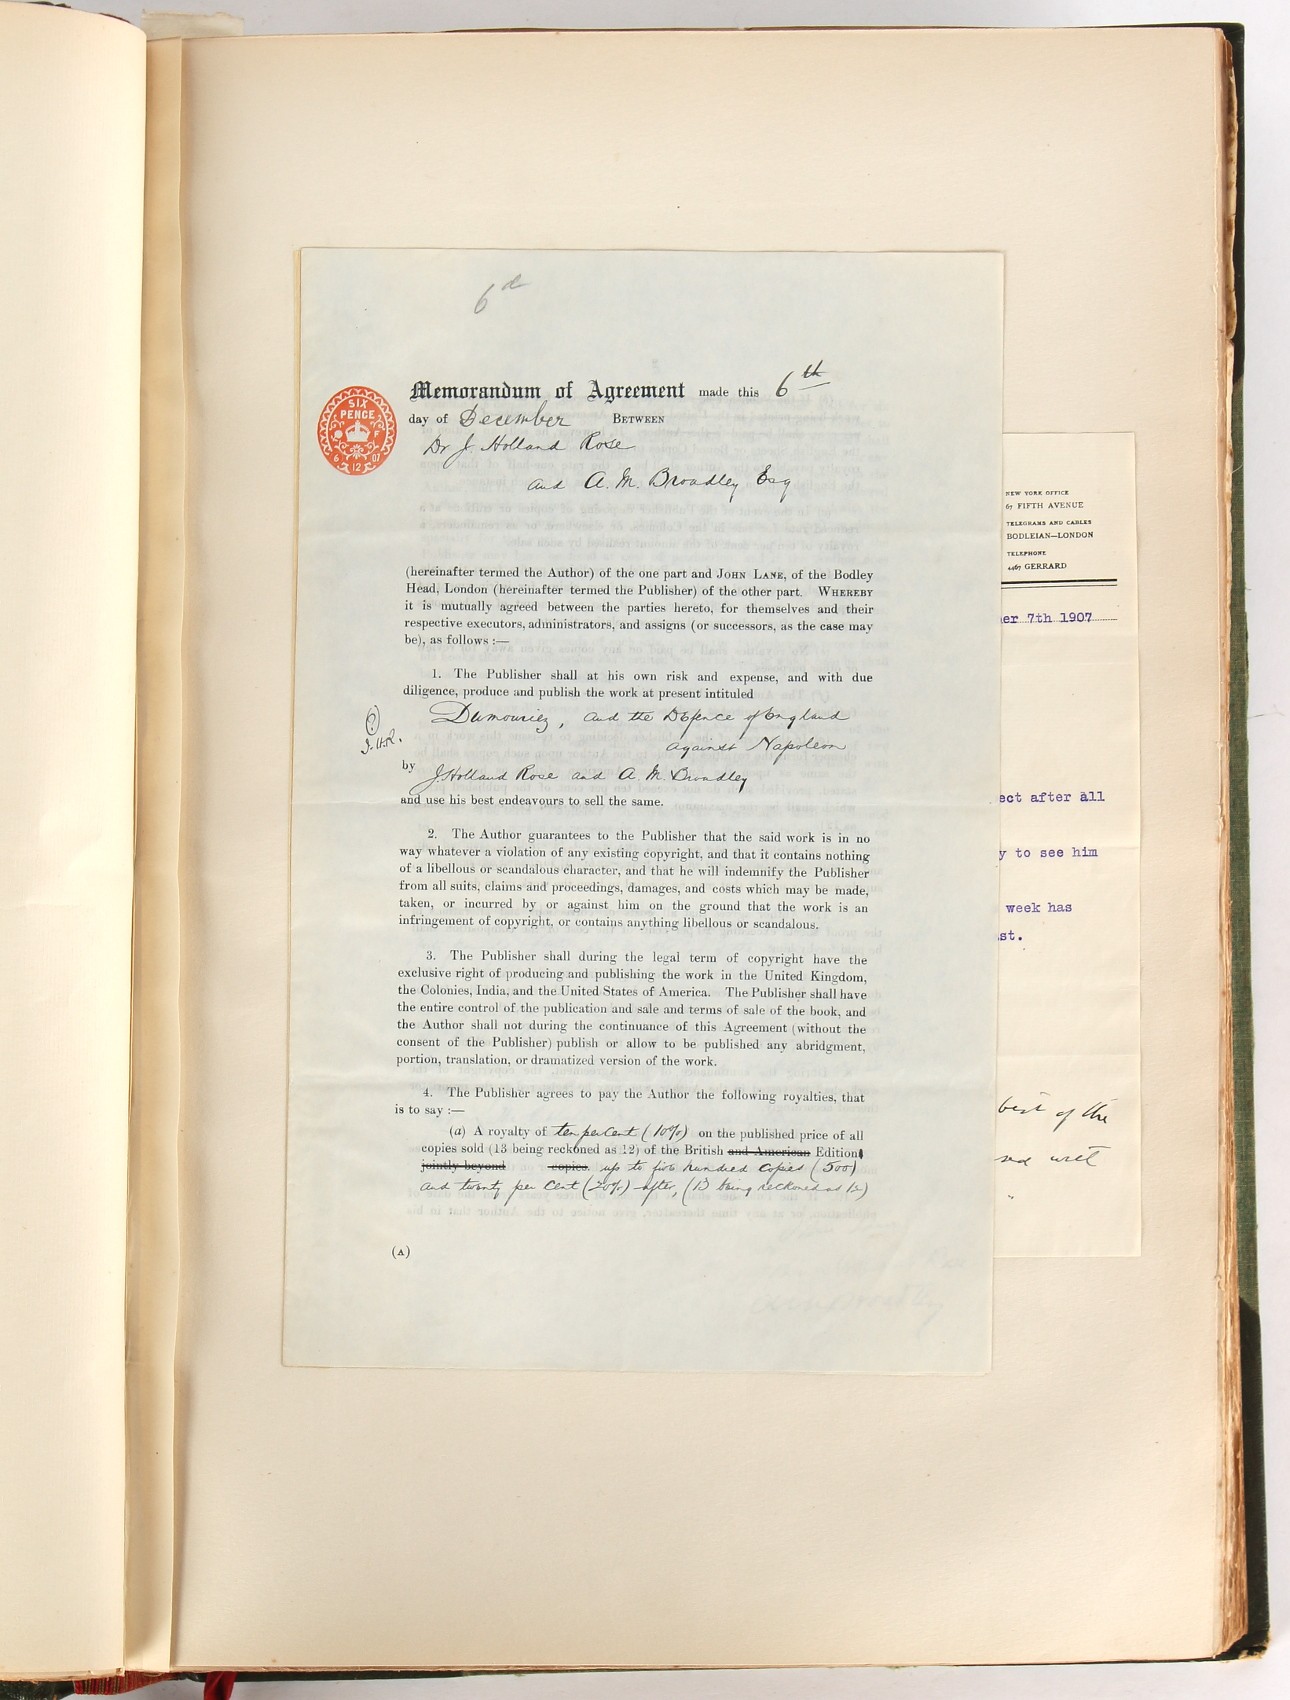 6d
Memorandum of Agreement made this 6th
SIX
PENCE
F
6 12 07
day of December BETWEEN
Dr J. Holland Rose
and A. M. Broadley Esq
(hereinafter termed the Author) of the one part and JOHN LANE, of the Bodley
Head, London (hereinafter termed the Publisher) of the other part. WHEREBY
it is mutually agreed between the parties hereto, for themselves and their
respective executors, administrators, and assigns (or successors, as the case may
be), as follows :—
1. The Publisher shall at his own risk and expense, and with due
diligence, produce and publish the work at present intituled
Dumouriez, and the Defence of England
against Napoleon
(?)
J.H.R.
by J Holland Rose and A. M. Broadley
and use his best endeavours to sell the same.
2. The Author guarantees to the Publisher that the said work is in no
way whatever a violation of any existing copyright, and that it contains nothing
of a libellous or scandalous character, and that he will indemnify the Publisher
from all suits, claims and proceedings, damages, and costs which may be made,
taken, or incurred by or against him on the ground that the work is an
infringement of copyright, or contains anything libellous or scandalous.
3. The Publisher shall during the legal term of copyright have the
exclusive right of producing and publishing the work in the United Kingdom,
the Colonies, India, and the United States of America. The Publisher shall have
the entire control of the publication and sale and terms of sale of the book, and
the Author shall not during the continuance of this Agreement (without the
consent of the Publisher) publish or allow to be published any abridgment,
portion, translation, or dramatized version of the work.
4. The Publisher agrees to pay the Author the following royalties, that
is to say :—
(a) A royalty of ten per cent (10%) on the published price of all
copies sold (13 being reckoned as 12) of the British and American Edition
jointly beyond copies, up to five hundred copies (500)
and twenty per cent (20%) after, (13 being reckoned as 12)
(A)
NEW YORK OFFICE
67 FIFTH AVENUE
TELEGRAMS AND CABLES
BODLEIAN—LONDON
TELEPHONE
4467 GERRARD
er 7th 1907
ect after all
y to see him
week has
st.
best of the